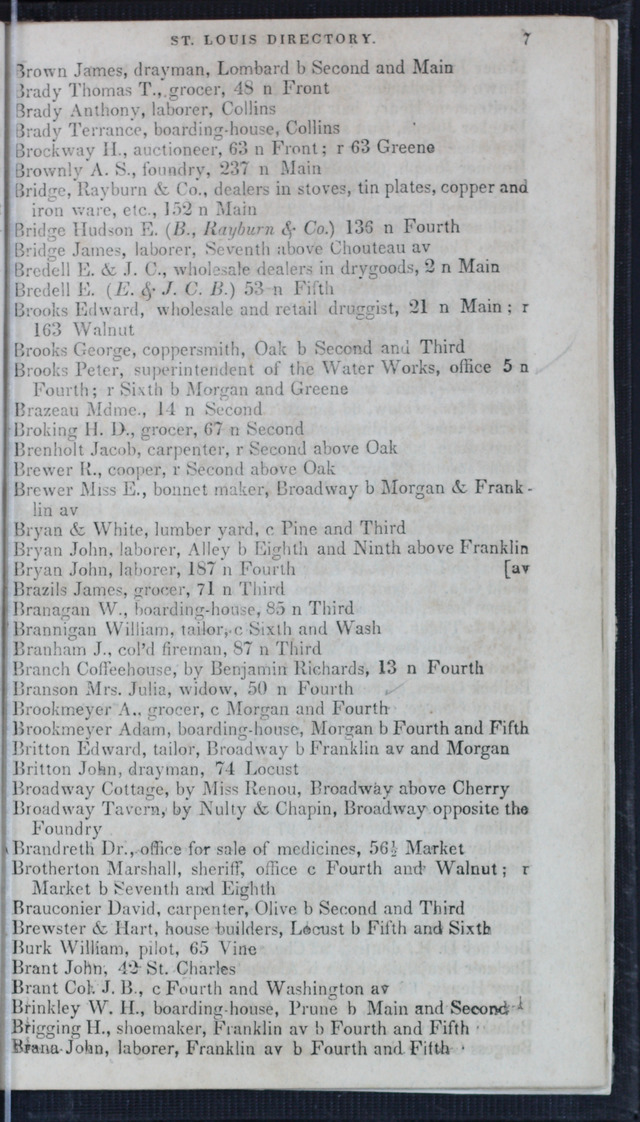 ST. LOUIS DIRECTORY. 7
Brown James, drayman, Lombard b Second and Main
Brady Thomas T., grocer, 48 n Front
Brady Anthony, laborer, Collins
Brady Terrance, boarding-house, Collins
Brockway H., auctioneer, 63 n Front; r 63 Greene
Brownly A. S., foundry, 237 n Main
Bridge, Rayburn & Co., dealers in stoves, tin plates, copper and
iron ware, etc., 152 n Main
Bridge Hudson E. (B., Rayburn & Co.) 136 n Fourth
Bridge James, laborer, Seventh above Chouteau av
Bredell E. & J. C., wholesale dealers in drygoods, 2 n Main
Bredell E. (E. & J. C. B.) 53 n Fifth
Brooks Edward, wholesale and retail druggist, 21 n Main; r
163 Walnut
Brooks George, coppersmith, Oak b Second and Third
Brooks Peter, superintendent of the Water Works, office 5 n
Fourth; r Sixth b Morgan and Greene
Brazeau Mdme., 14 n Second
Broking H. D., grocer, 67 n Second
Brenholt Jacob, carpenter, r Second above Oak
Brewer R., cooper, r Second above Oak
Brewer Miss E., bonnet maker, Broadway b Morgan & Frank-
lin av
Bryan & White, lumber yard, c Pine and Third
Bryan John, laborer, Alley b Eighth and Ninth above Franklin
Bryan John, laborer, 187 n Fourth [av
Brazils James, grocer, 71 n Third
Branagan W., boarding-house, 85 n Third
Brannigan William, tailor, c Sixth and Wash
Branham J., col'd fireman, 87 n Third
Branch Coffeehouse, by Benjamin Richards, 13 n Fourth
Branson Mrs. Julia, widow, 50 n Fourth
Brookmeyer A., grocer, c Morgan and Fourth
Brookmeyer Adam, boarding-house, Morgan b Fourth and Fifth
Britton Edward, tailor, Broadway b Franklin av and Morgan
Britton John, drayman, 74 Locust
Broadway Cottage, by Miss Renou, Broadway above Cherry
Broadway Tavern, by Nulty & Chapin, Broadway opposite the
Foundry
Brandreth Dr., office for sale of medicines, 56½ Market
Brotherton Marshall, sheriff, office c Fourth and Walnut; r
Market b Seventh and Eighth
Brauconier David, carpenter, Olive b Second and Third
Brewster & Hart, house builders, Locust b Fifth and Sixth
Burk William, pilot, 65 Vine
Brant John, 42 St. Charles
Brant Col. J. B., c Fourth and Washington av
Brinkley W. H., boarding-house, Prune b Main and Second
Brigging H., shoemaker, Franklin av b Fourth and Fifth
Brana John, laborer, Franklin av b Fourth and Fifth